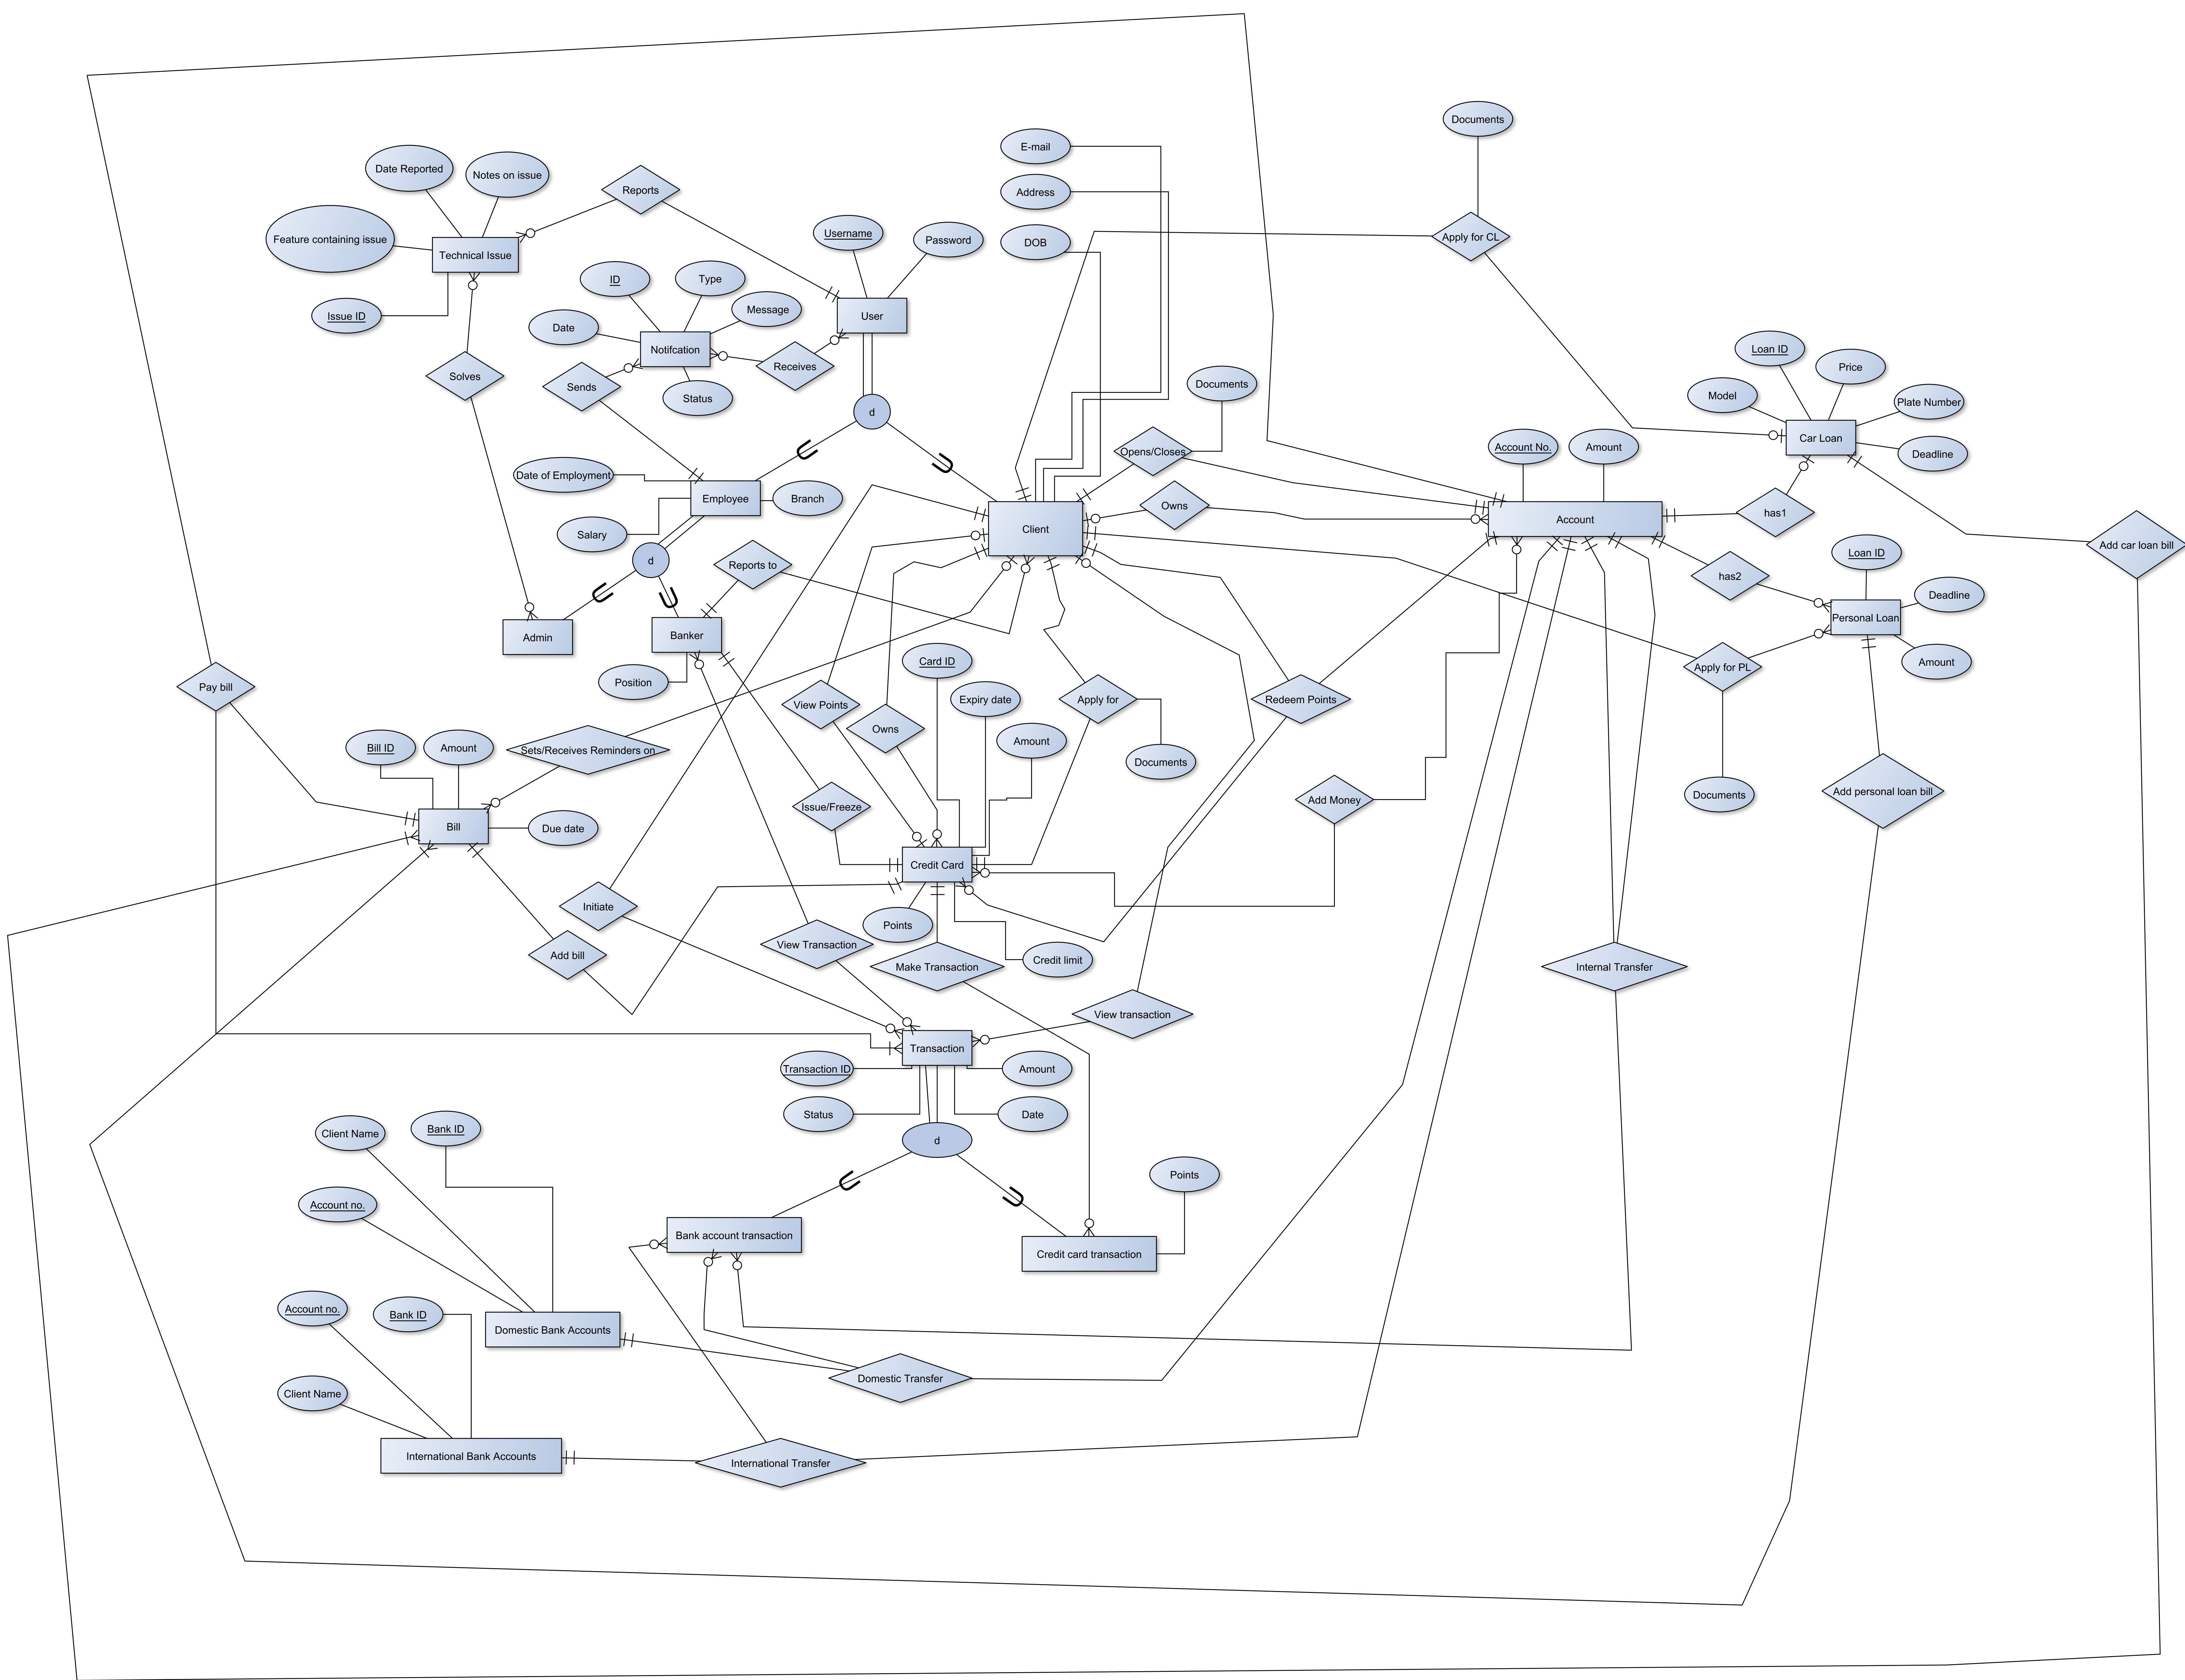 Documents
E-mail
Date Reported
Notes on issue
Reports
Address
Username
Password
DOB
Apply for CL
Feature containing issue
Technical Issue
ID
Type
Message
Issue ID
User
Date
Notifcation
Receives
Loan ID
Price
Solves
Sends
Status
Documents
Model
Plate Number
d
Car Loan
Opens/Closes
Account No.
Amount
Deadline
Date of Employment
Employee
Branch
Owns
has1
Client
Account
Salary
Add car loan bill
d
Reports to
Loan ID
has2
Deadline
Admin
Banker
Personal Loan
Card ID
Amount
Apply for PL
Position
Pay bill
View Points
Expiry date
Apply for
Redeem Points
Owns
Amount
Bill ID
Amount
Sets/Receives Reminders on
Documents
Add personal loan bill
Documents
Issue/Freeze
Add Money
Bill
Due date
Credit Card
Initiate
Points
View Transaction
Add bill
Credit limit
Make Transaction
Internal Transfer
View transaction
Transaction
Transaction ID
Amount
Status
Date
Client Name
Bank ID
d
Points
Account no.
Bank account transaction
Credit card transaction
Account no.
Bank ID
Domestic Bank Accounts
Client Name
Domestic Transfer
International Bank Accounts
International Transfer